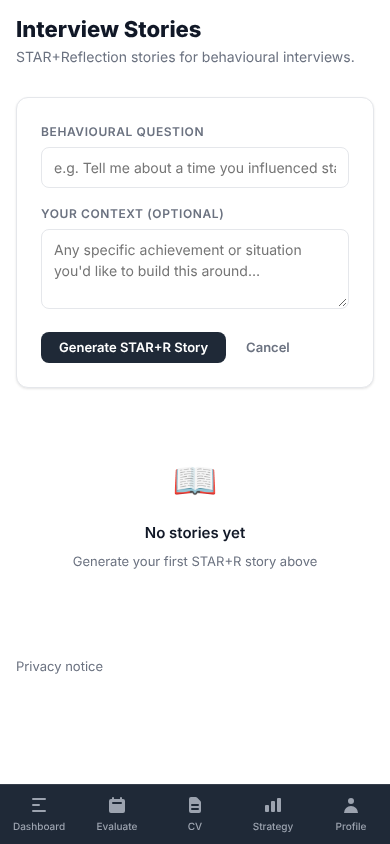 Interview Stories
STAR+Reflection stories for behavioural interviews.
BEHAVIOURAL QUESTION
e.g. Tell me about a time you influenced sta
YOUR CONTEXT (OPTIONAL)
Any specific achievement or situation
you'd like to build this around...
Generate STAR+R Story
Cancel
No stories yet
Generate your first STAR+R story above
Privacy notice
Dashboard
Evaluate
CV
Strategy
Profile